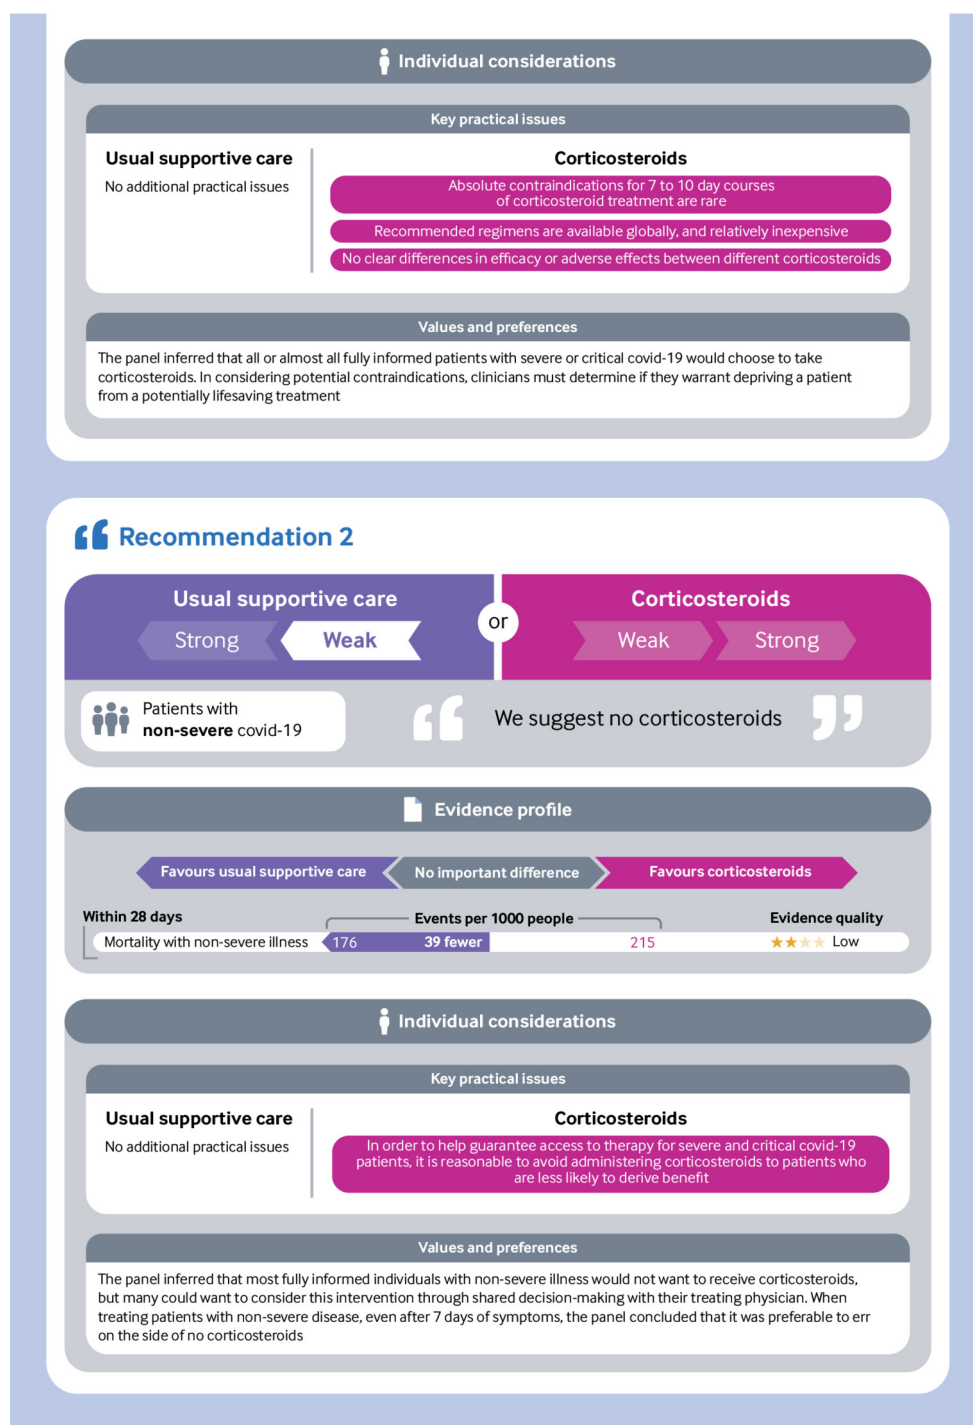 Individual considerations
Key practical issues
Usual supportive care
No additional practical issues
Corticosteroids
Absolute contraindications for 7 to 10 day courses
of corticosteroid treatment are rare
Recommended regimens are available globally, and relatively inexpensive
No clear differences in efficacy or adverse effects between different corticosteroids
Values and preferences
The panel inferred that all or almost all fully informed patients with severe or critical covid-19 would choose to take
corticosteroids. In considering potential contraindications, clinicians must determine if they warrant depriving a patient
from a potentially lifesaving treatment
“ Recommendation 2
Usual supportive care
Strong Weak
or
Corticosteroids
Weak Strong
Patients with
non-severe covid-19
“ We suggest no corticosteroids ”
Evidence profile
Favours usual supportive care No important difference Favours corticosteroids
Within 28 days Events per 1000 people Evidence quality
Mortality with non-severe illness 176 39 fewer 215 Low
Individual considerations
Key practical issues
Usual supportive care
No additional practical issues
Corticosteroids
In order to help guarantee access to therapy for severe and critical covid-19
patients, it is reasonable to avoid administering corticosteroids to patients who
are less likely to derive benefit
Values and preferences
The panel inferred that most fully informed individuals with non-severe illness would not want to receive corticosteroids,
but many could want to consider this intervention through shared decision-making with their treating physician. When
treating patients with non-severe disease, even after 7 days of symptoms, the panel concluded that it was preferable to err
on the side of no corticosteroids